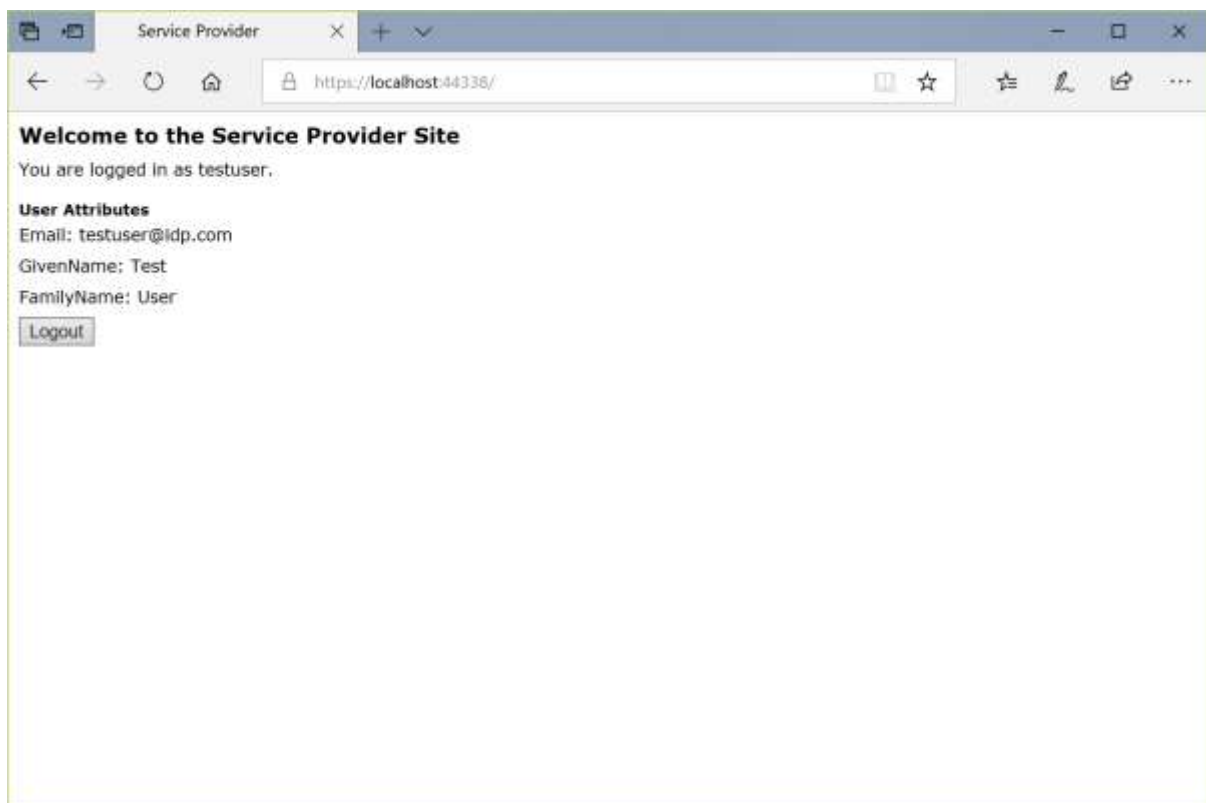 Service Provider
https://localhost:44338/
Welcome to the Service Provider Site
You are logged in as testuser.
User Attributes
Email: testuser@idp.com
GivenName: Test
FamilyName: User
Logout